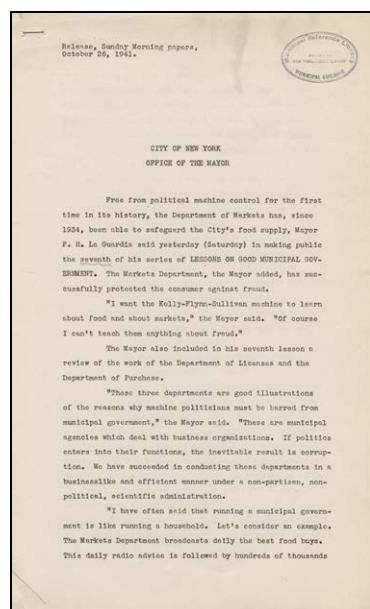 Release, Sunday Morning papers,
October 26, 1941.
Municipal Reference Library
MUNICIPAL BUILDING
CITY OF NEW YORK
OFFICE OF THE MAYOR
Free from political machine control for the first
time in its history, the Department of Markets has, since
1934, been able to safeguard the City's food supply, Mayor
F. H. La Guardia said yesterday (Saturday) in making public
the seventh of his series of LESSONS ON GOOD MUNICIPAL GOV-
ERNMENT. The Markets Department, the Mayor added, has suc-
cessfully protected the consumer against fraud.
"I want the Kelly-Flynn-Sullivan machine to learn
about food and about markets," the Mayor said. "Of course
I can't teach them anything about fraud."
The Mayor also included in his seventh lesson a
review of the work of the Department of Licenses and the
Department of Purchase.
"These three departments are good illustrations
of the reasons why machine politicians must be barred from
municipal government," the Mayor said. "These are municipal
agencies which deal with business organizations. If politics
enters into their functions, the inevitable result is corrup-
tion. We have succeeded in conducting these departments in a
businesslike and efficient manner under a non-partisan, non-
political, scientific administration.
"I have often said that running a municipal govern-
ment is like running a household. Let's consider an example.
The Markets Department broadcasts daily the best food buys.
This daily radio advice is followed by hundreds of thousands